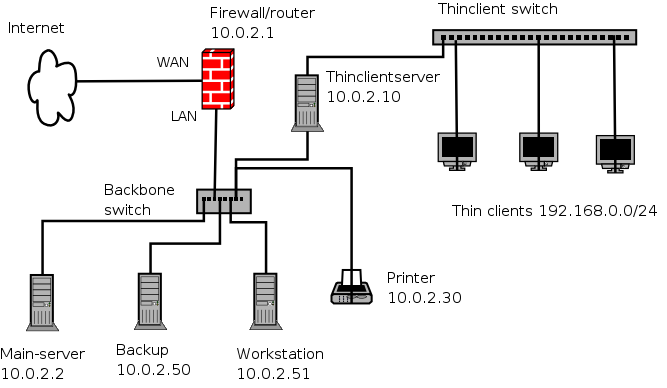 Internet
Firewall/router
10.0.2.1
Thinclient switch
WAN
LAN
Thinclientserver
10.0.2.10
Backbone
switch
Thin clients 192.168.0.0/24
Printer
10.0.2.30
Main-server
10.0.2.2
Backup
10.0.2.50
Workstation
10.0.2.51